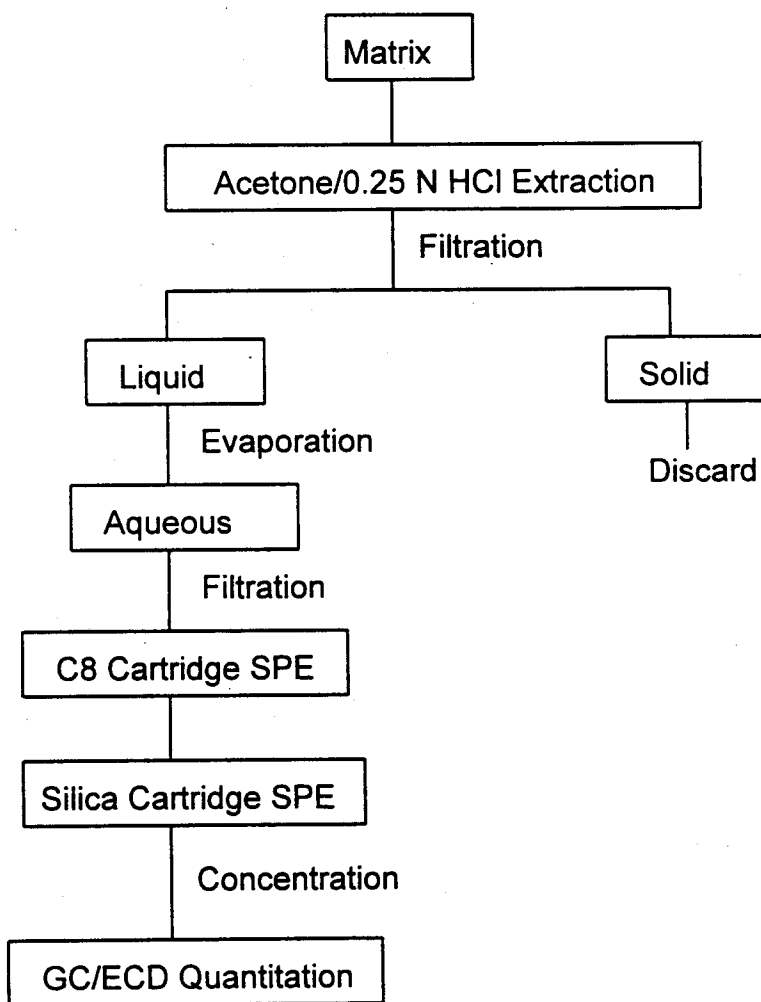 Matrix
Acetone/0.25 N HCl Extraction
Filtration
Liquid
Solid
Evaporation
Discard
Aqueous
Filtration
C8 Cartridge SPE
Silica Cartridge SPE
Concentration
GC/ECD Quantitation